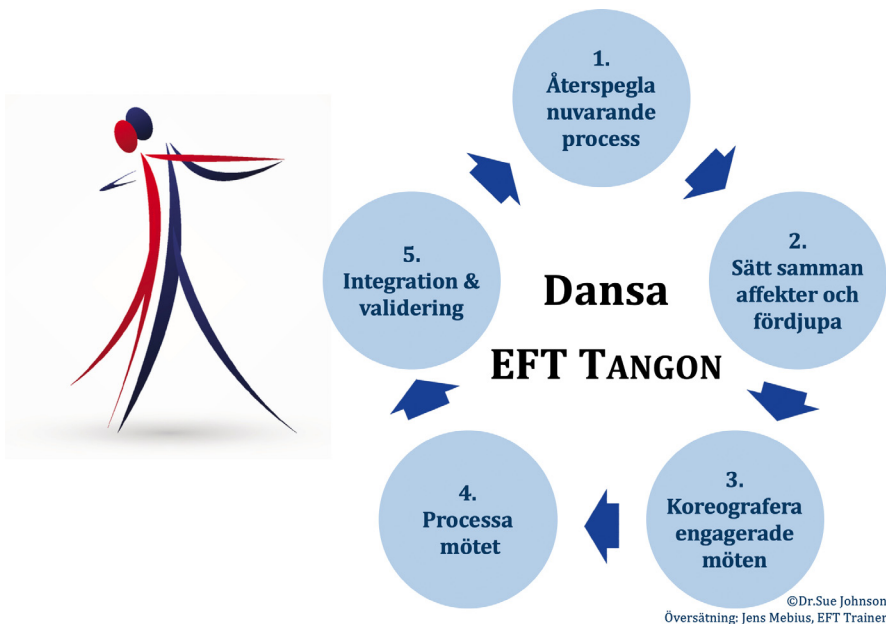 1.
Återspegla
nuvarande
process
2.
Sätt samman
affekter och
fördjupa
3.
Koreografera
engagerade
möten
4.
Processa
mötet
5.
Integration &
validering
Dansa
EFT TANGON
©Dr.Sue Johnson
Översätning: Jens Mebius, EFT Trainer